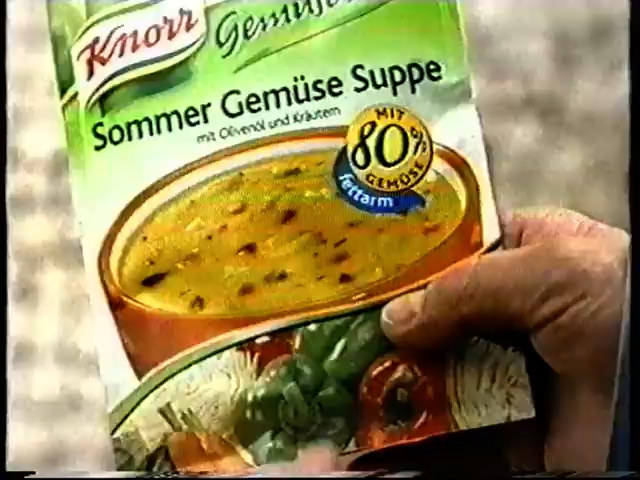 Knorr
Sommer Gemüse Suppe
mit Olivenöl und Kräutern
MIT
80%
GEMÜSE
fettarm